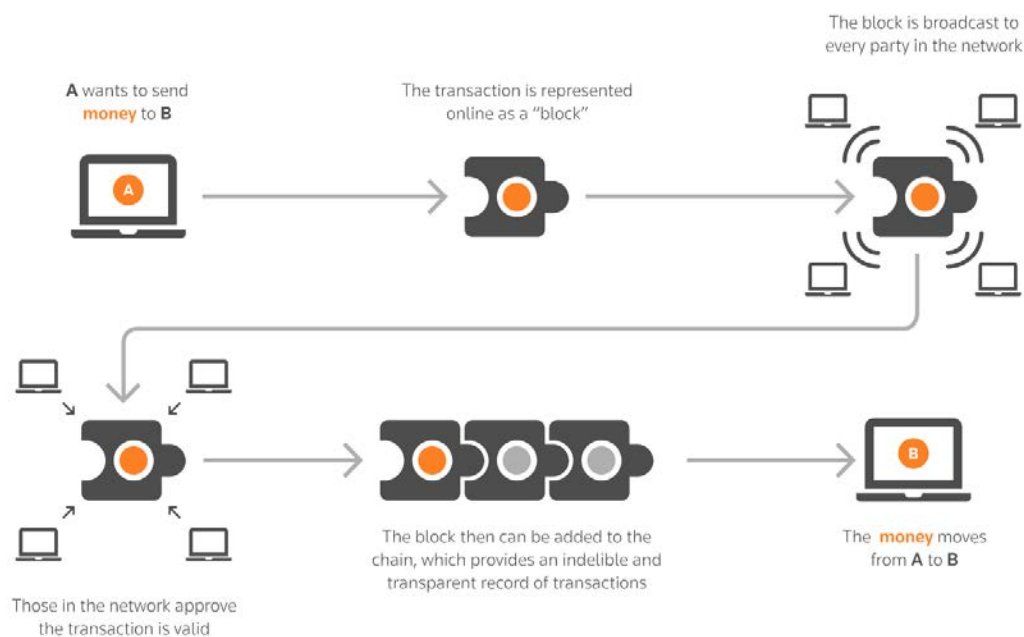 A wants to send
money to B
A
The transaction is represented
online as a “block”
The block is broadcast to
every party in the network
Those in the network approve
the transaction is valid
The block then can be added to the
chain, which provides an indelible and
transparent record of transactions
B
The money moves
from A to B